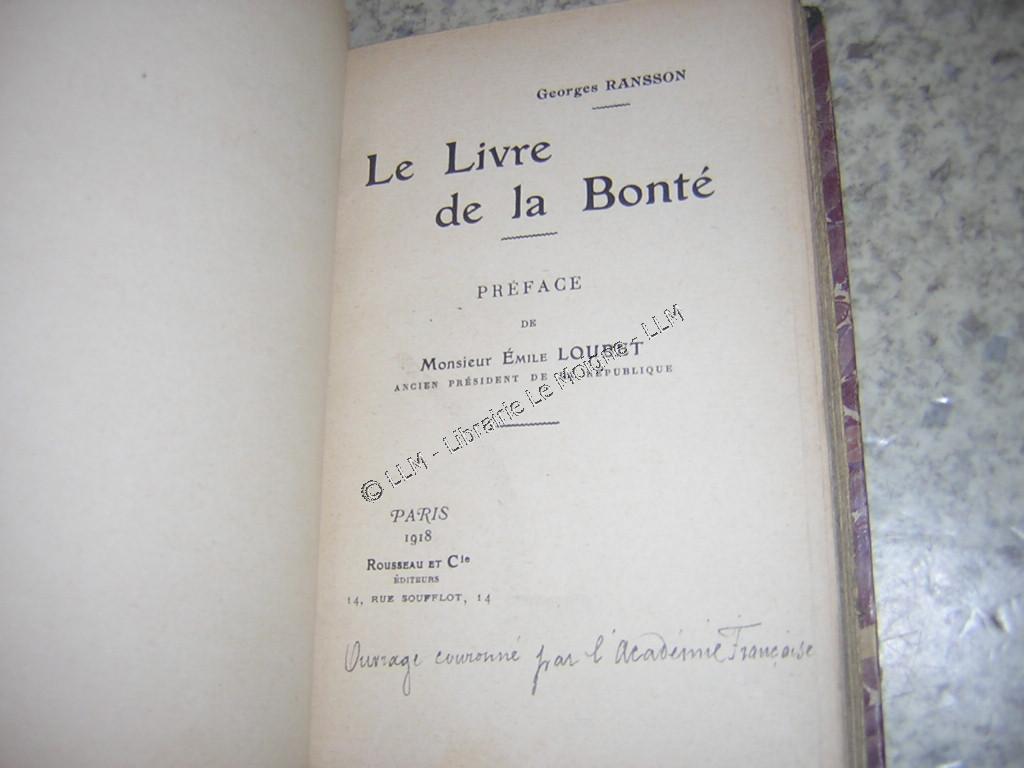 Georges RANSSON
Le Livre
de la Bonté
PRÉFACE
DE
Monsieur Émile LOUBET
ANCIEN PRÉSIDENT DE LA RÉPUBLIQUE
© LLM - Librairie Le Moigne - LLM
PARIS
1918
ROUSSEAU ET Cie
ÉDITEURS
14, RUE SOUFFLOT, 14
Ouvrage couronné par l'Académie Française